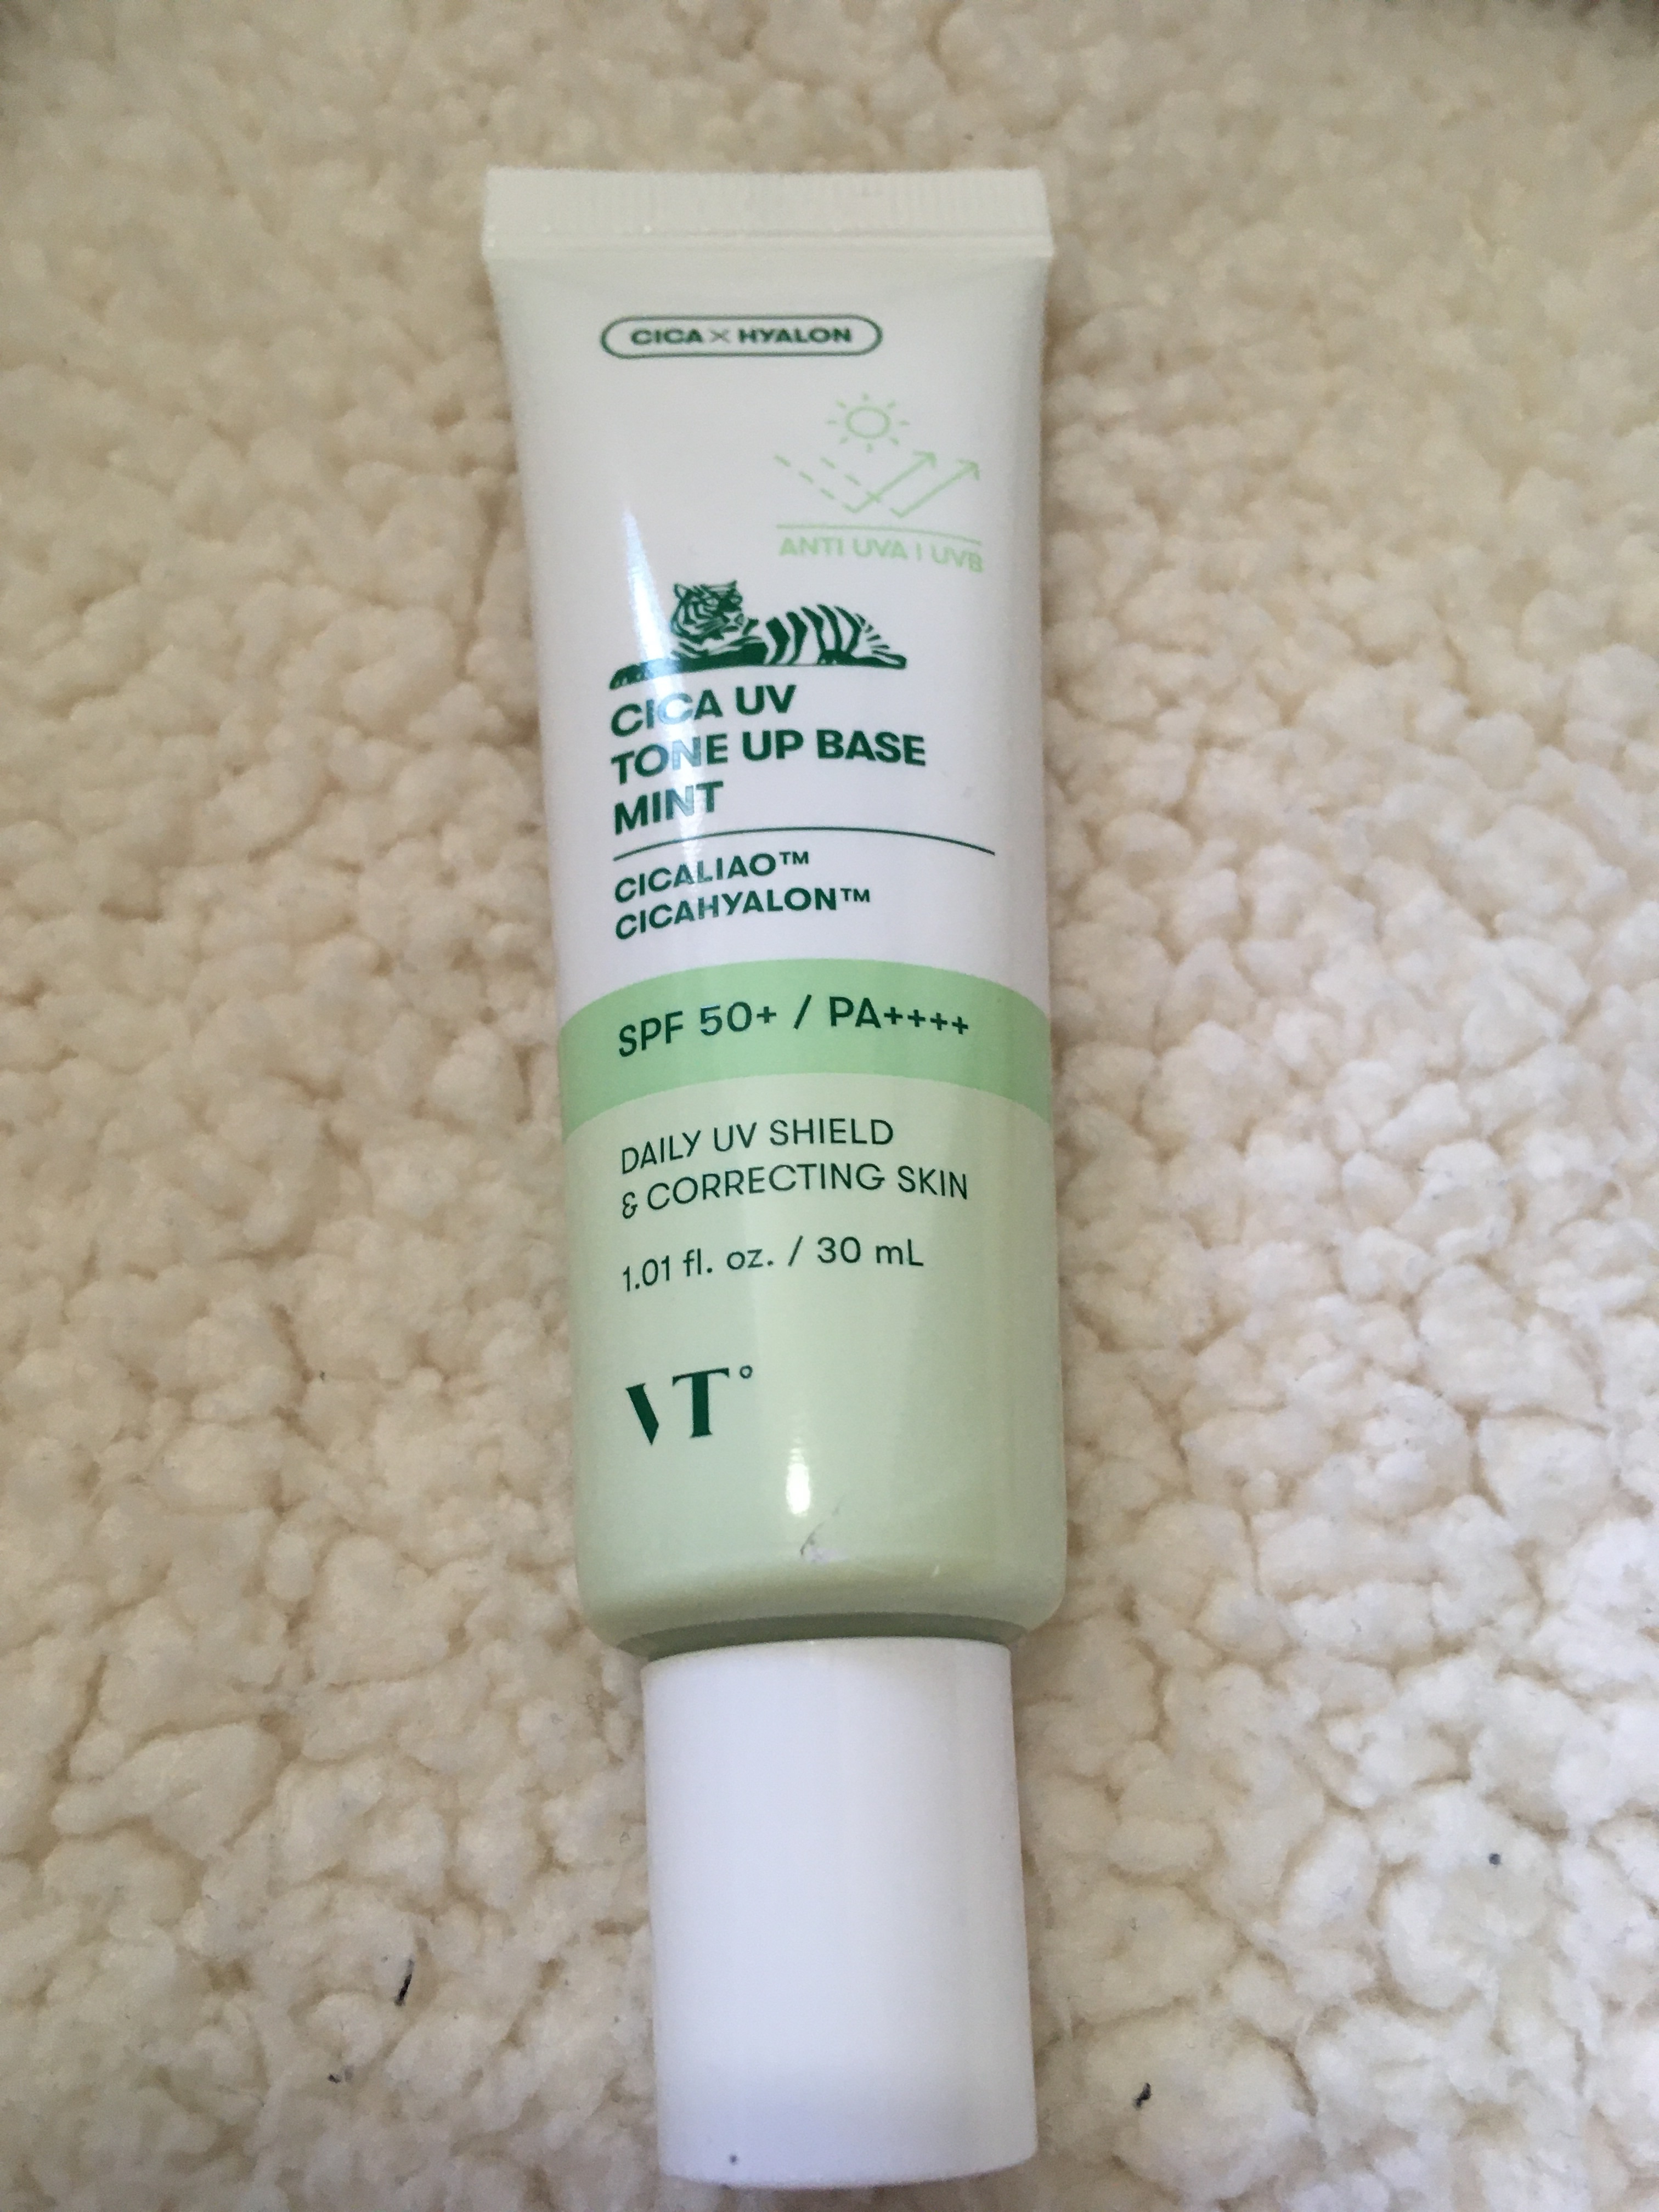 CICA × HYALON
ANTI UVA | UVB
CICA UV
TONE UP BASE
MINT
CICALIAO™
CICAHYALON™
SPF 50+ / PA++++
DAILY UV SHIELD
& CORRECTING SKIN
1.01 fl. oz. / 30 mL
VT°